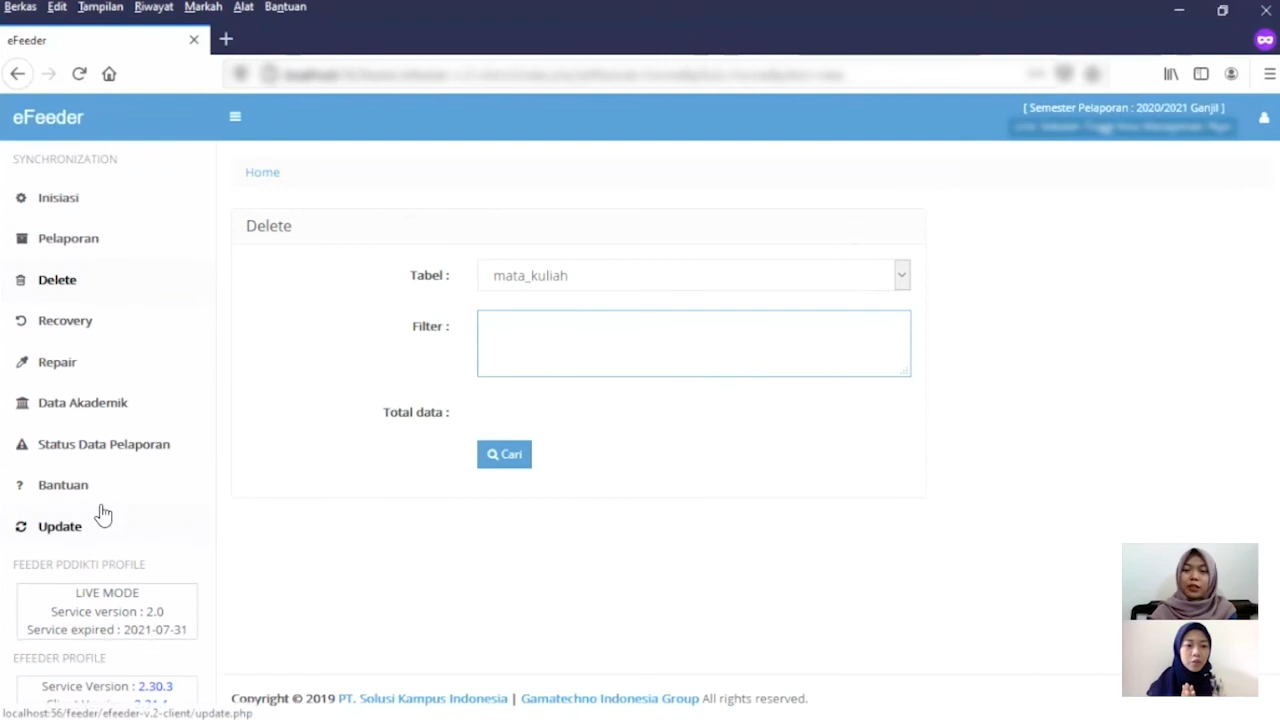 Berkas Edit Tampilan Riwayat Markah Alat Bantuan
eFeeder
eFeeder
[ Semester Pelaporan : 2020/2021 Ganjil ]
SYNCHRONIZATION
Inisiasi
Pelaporan
Delete
Recovery
Repair
Data Akademik
Status Data Pelaporan
? Bantuan
Update
FEEDER PDDIKTI PROFILE
LIVE MODE
Service version : 2.0
Service expired : 2021-07-31
EFEEDER PROFILE
Service Version : 2.30.3
Home
Delete
Tabel : mata_kuliah
Filter :
Total data :
Cari
Copyright © 2019 PT. Solusi Kampus Indonesia | Gamatechno Indonesia Group All rights reserved.
localhost:56/feeder/efeeder-v.2-client/update.php